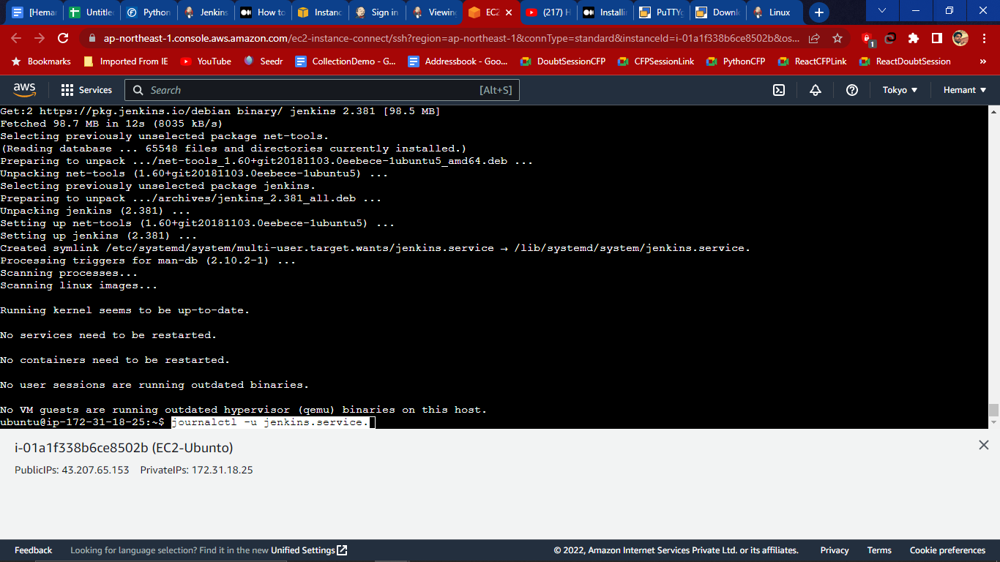 [Hemar
Untitle
Python
Jenkins
How to
Instanc
Sign in
Viewing
EC2
(217) H
Installi
PuTTYg
Downl
Linux
ap-northeast-1.console.aws.amazon.com/ec2-instance-connect/ssh?region=ap-northeast-1&connType=standard&instanceId=i-01a1f338b6ce8502b&os...
1
Bookmarks
Imported From IE
YouTube
Seedr
CollectionDemo - G...
Addressbook - Goo...
DoubtSessionCFP
CFPSessionLink
PythonCFP
ReactCFPLink
ReactDoubtSession
»
aws
Services
Search
[Alt+S]
Tokyo
Hemant
Get:2 https://pkg.jenkins.io/debian binary/ jenkins 2.381 [98.5 MB]
Fetched 98.7 MB in 12s (8035 kB/s)
Selecting previously unselected package net-tools.
(Reading database ... 65548 files and directories currently installed.)
Preparing to unpack .../net-tools_1.60+git20181103.0eebece-1ubuntu5_amd64.deb ...
Unpacking net-tools (1.60+git20181103.0eebece-1ubuntu5) ...
Selecting previously unselected package jenkins.
Preparing to unpack .../archives/jenkins_2.381_all.deb ...
Unpacking jenkins (2.381) ...
Setting up net-tools (1.60+git20181103.0eebece-1ubuntu5) ...
Setting up jenkins (2.381) ...
Created symlink /etc/systemd/system/multi-user.target.wants/jenkins.service → /lib/systemd/system/jenkins.service.
Processing triggers for man-db (2.10.2-1) ...
Scanning processes...
Scanning linux images...
Running kernel seems to be up-to-date.
No services need to be restarted.
No containers need to be restarted.
No user sessions are running outdated binaries.
No VM guests are running outdated hypervisor (qemu) binaries on this host.
ubuntu@ip-172-31-18-25:~$ journalctl -u jenkins.service.
i-01a1f338b6ce8502b (EC2-Ubunto)
PublicIPs: 43.207.65.153 PrivateIPs: 172.31.18.25
Feedback
Looking for language selection? Find it in the new Unified Settings
© 2022, Amazon Internet Services Private Ltd. or its affiliates.
Privacy
Terms
Cookie preferences